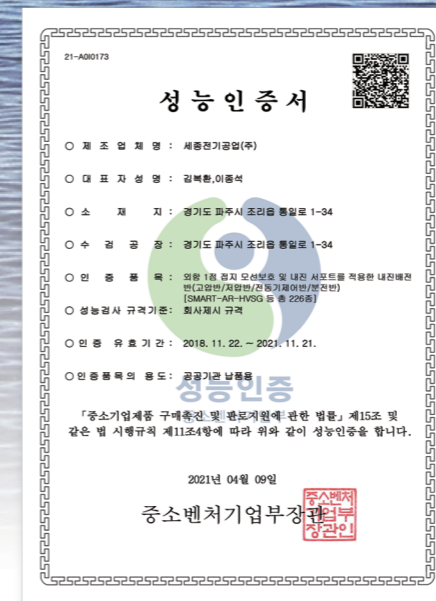 21-A0I0173
성능인증서
○ 제 조 업 체 명 : 세종전기공업(주)
○ 대 표 자 성 명 : 김복환,이종석
○ 소 재 지 : 경기도 파주시 조리읍 통일로 1-34
○ 수 검 공 장 : 경기도 파주시 조리읍 통일로 1-34
○ 인 증 품 목 : 외함 1점 접지 모선보호 및 내진 서포트를 적용한 내진배전
반(고압반/저압반/전동기제어반/분전반)
[SMART-AR-HVSG 등 총 226종]
○ 성능검사 규격기준: 회사제시 규격
○ 인증 유효기간 : 2018. 11. 22. ~ 2021. 11. 21.
○ 인증품목의 용도: 공공기관 납품용
성능인증
「중소기업제품 구매촉진 및 판로지원에 관한 법률」제15조 및
같은 법 시행규칙 제11조4항에 따라 위와 같이 성능인증을 합니다.
2021년 04월 09일
중소벤처기업부장관
중소벤처
기업부
장관인